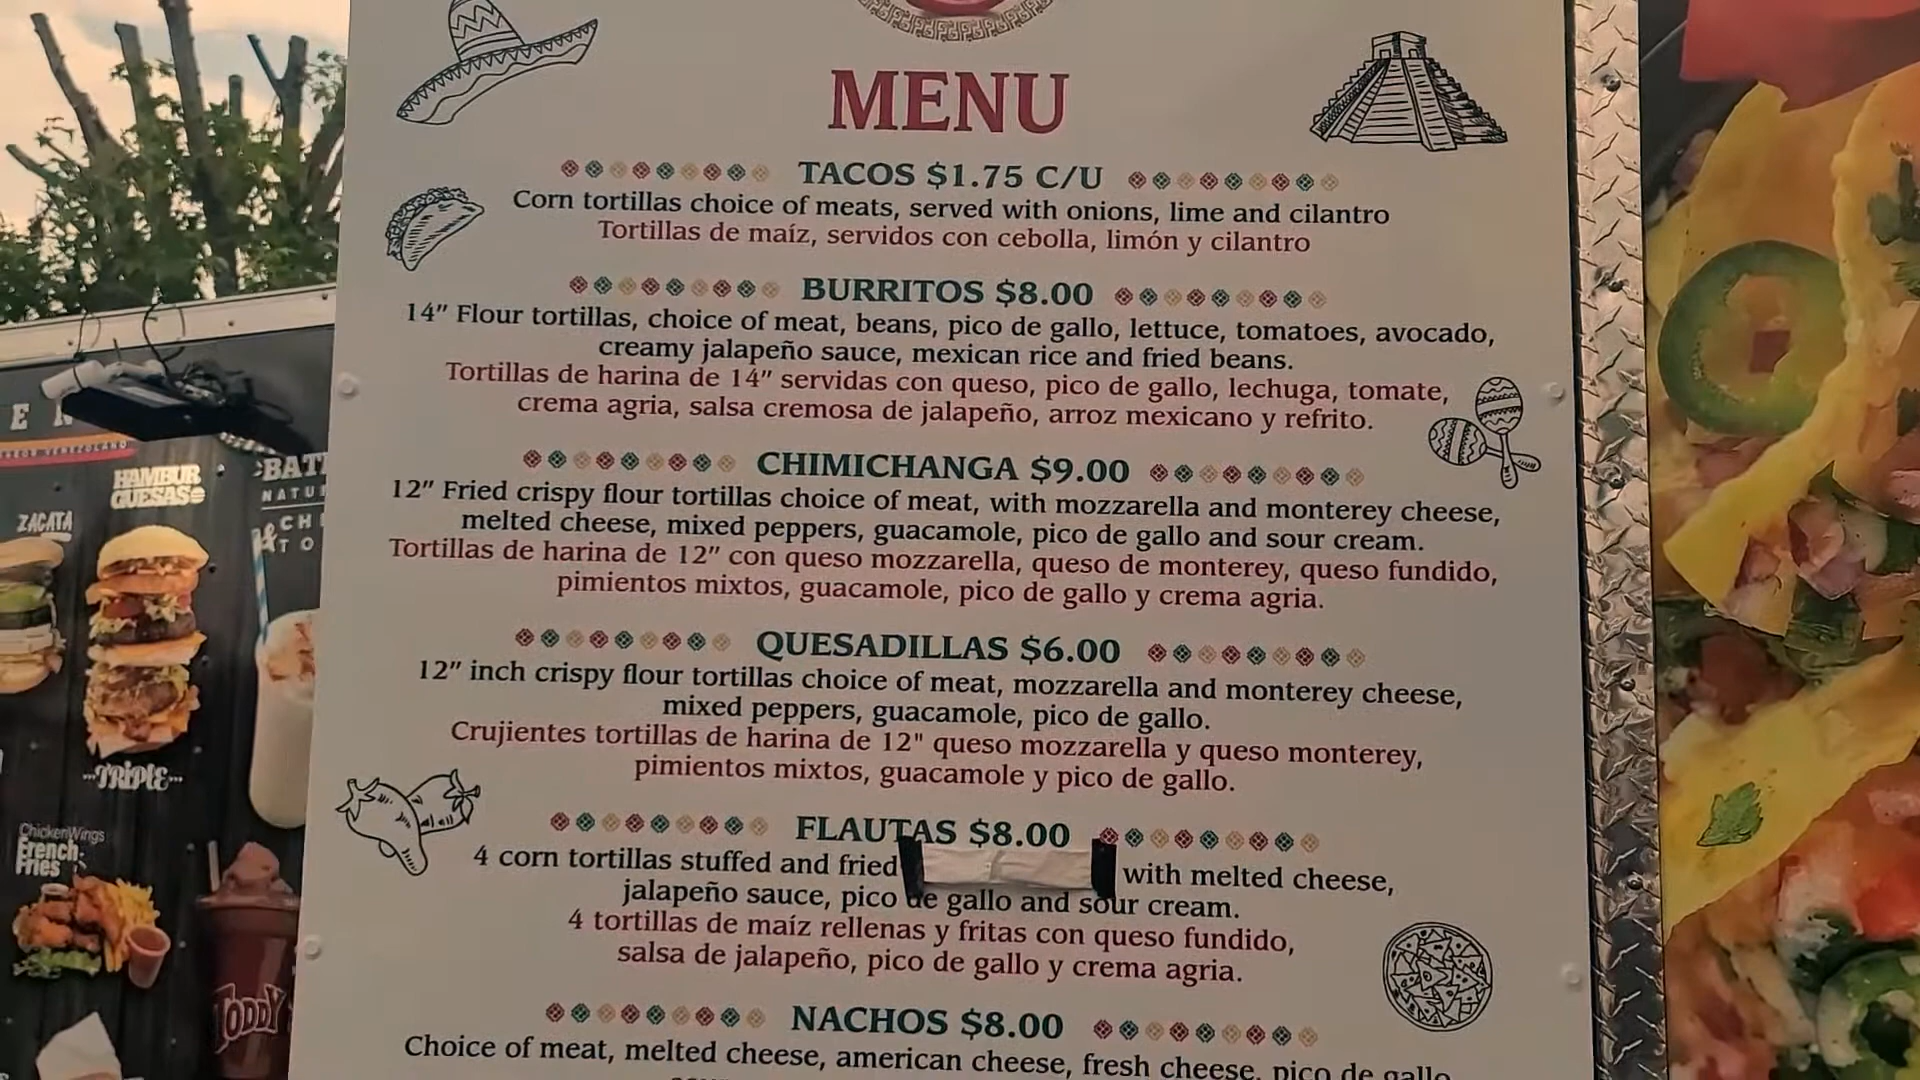 MENU
TACOS $1.75 C/U
Corn tortillas choice of meats, served with onions, lime and cilantro
Tortillas de maíz, servidos con cebolla, limón y cilantro
BURRITOS $8.00
14" Flour tortillas, choice of meat, beans, pico de gallo, lettuce, tomatoes, avocado,
creamy jalapeño sauce, mexican rice and fried beans.
Tortillas de harina de 14" servidas con queso, pico de gallo, lechuga, tomate,
crema agria, salsa cremosa de jalapeño, arroz mexicano y refrito.
CHIMICHANGA $9.00
12" Fried crispy flour tortillas choice of meat, with mozzarella and monterey cheese,
melted cheese, mixed peppers, guacamole, pico de gallo and sour cream.
Tortillas de harina de 12" con queso mozzarella, queso de monterey, queso fundido,
pimientos mixtos, guacamole, pico de gallo y crema agria.
QUESADILLAS $6.00
12" inch crispy flour tortillas choice of meat, mozzarella and monterey cheese,
mixed peppers, guacamole, pico de gallo.
Crujientes tortillas de harina de 12" queso mozzarella y queso monterey,
pimientos mixtos, guacamole y pico de gallo.
FLAUTAS $8.00
4 corn tortillas stuffed and fried with melted cheese,
jalapeño sauce, pico de gallo and sour cream.
4 tortillas de maíz rellenas y fritas con queso fundido,
salsa de jalapeño, pico de gallo y crema agria.
NACHOS $8.00
Choice of meat, melted cheese, american cheese, fresh cheese, pico de gallo
HAMBUR
GUESAS
ZACATA
...TRIPLE...
Chicken Wings
French
Fries
TODDY